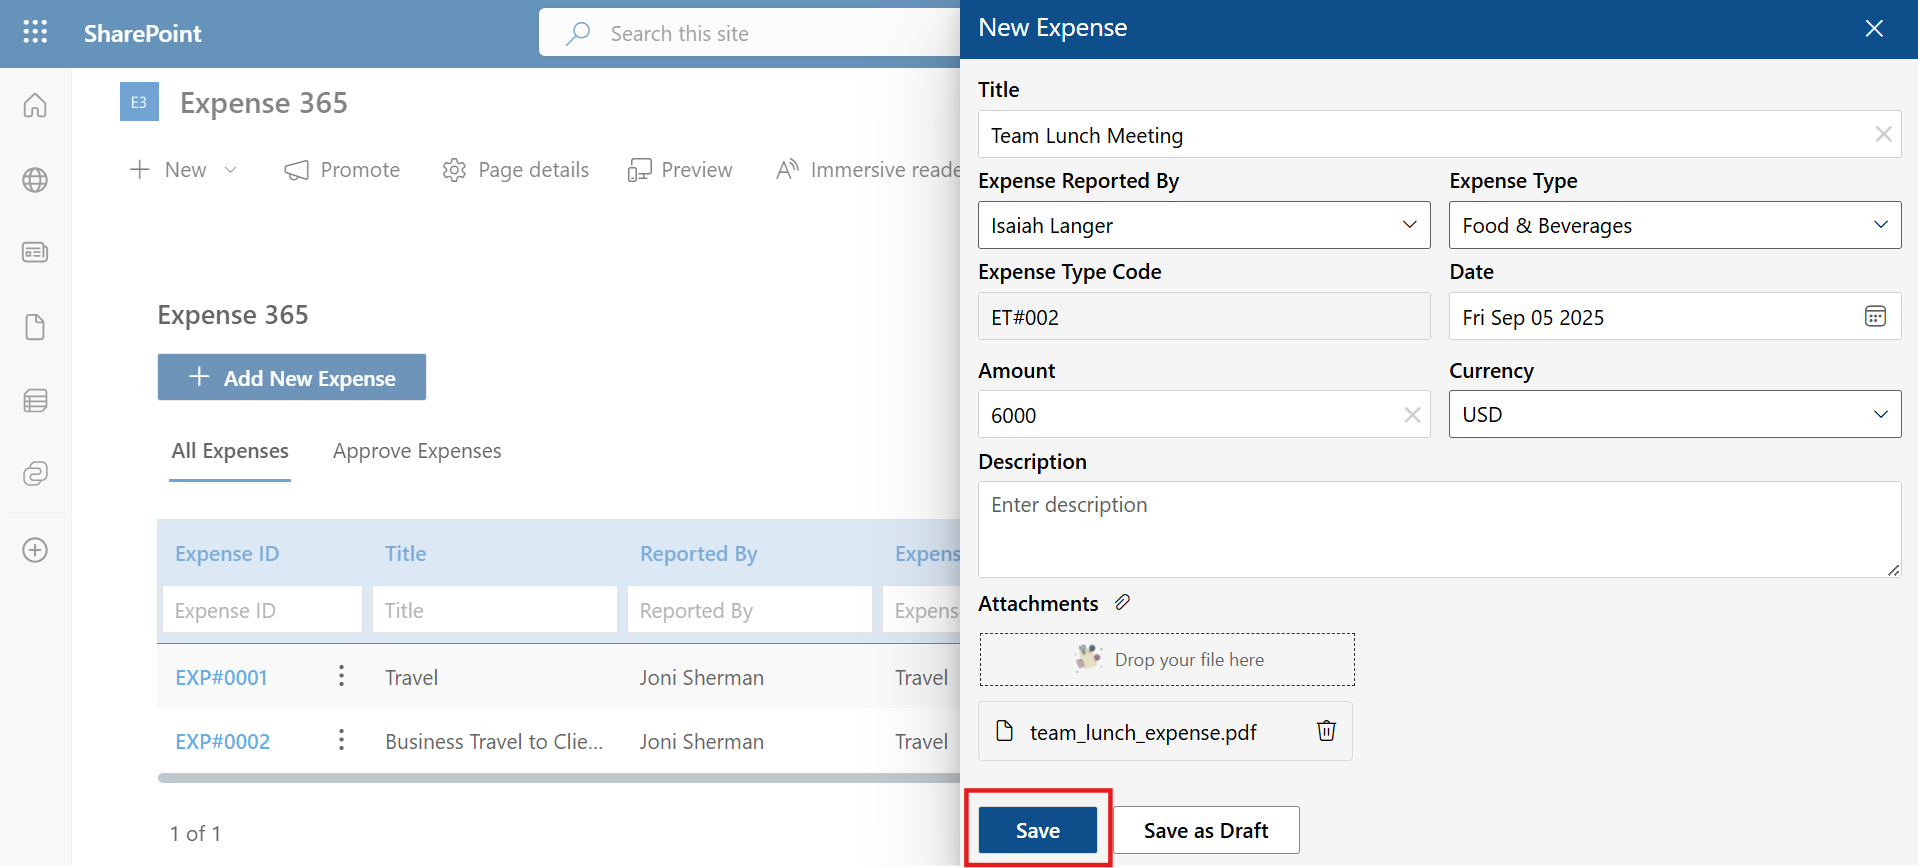 SharePoint
Search this site
E3
Expense 365
New
Promote
Page details
Preview
Immersive reade
Expense 365
Add New Expense
All Expenses
Approve Expenses
Expense ID
Title
Reported By
Expens
Expense ID
Title
Reported By
Expens
EXP#0001
Travel
Joni Sherman
Travel
EXP#0002
Business Travel to Clie...
Joni Sherman
Travel
1 of 1
New Expense
Title
Team Lunch Meeting
Expense Reported By
Expense Type
Isaiah Langer
Food & Beverages
Expense Type Code
Date
ET#002
Fri Sep 05 2025
Amount
Currency
6000
USD
Description
Enter description
Attachments
Drop your file here
team_lunch_expense.pdf
Save
Save as Draft